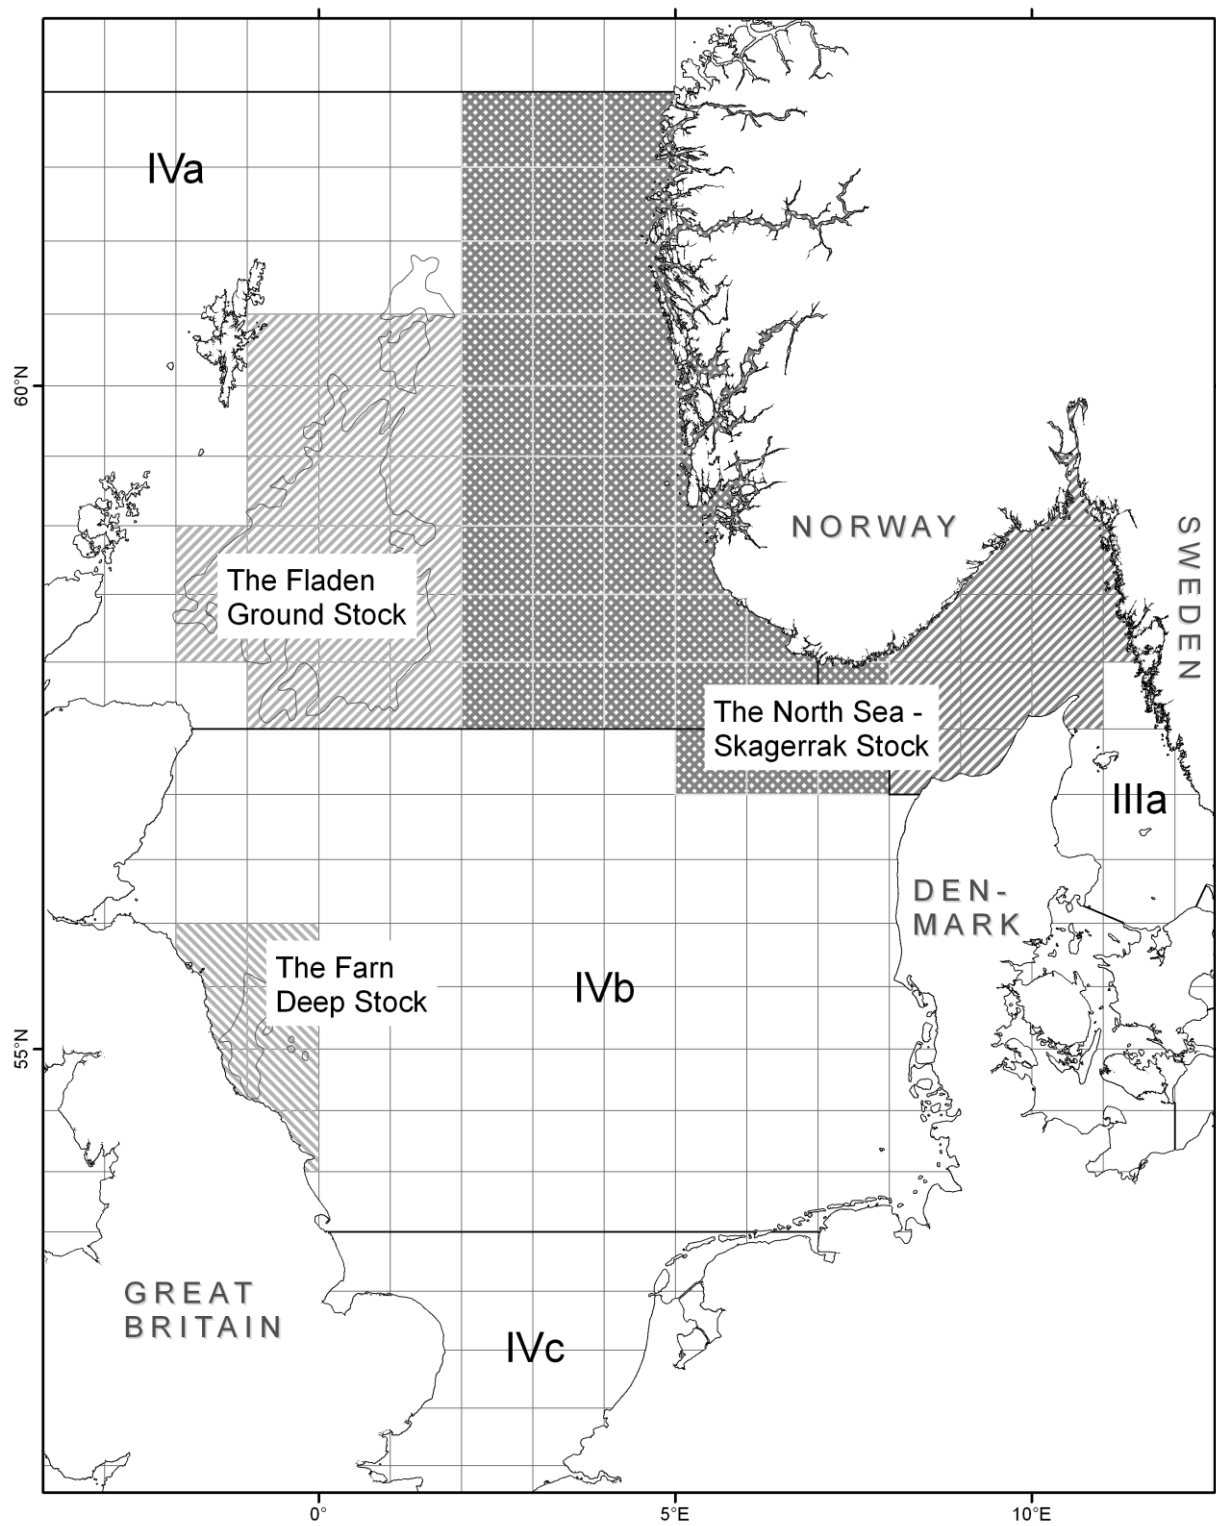 IVa
60°N
NORWAY
SWEDEN
The Fladen
Ground Stock
The North Sea -
Skagerrak Stock
IIIa
DEN-
MARK
The Farn
Deep Stock
IVb
55°N
GREAT
BRITAIN
IVc
0°
5°E
10°E